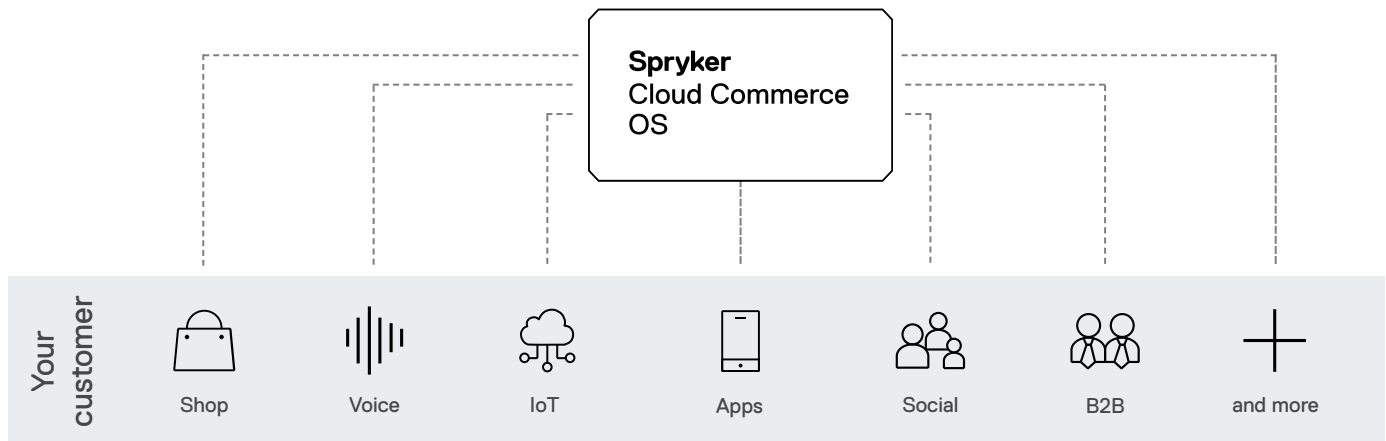 Spryker
Cloud Commerce
OS
Your
customer
Shop
Voice
IoT
Apps
Social
B2B
and more